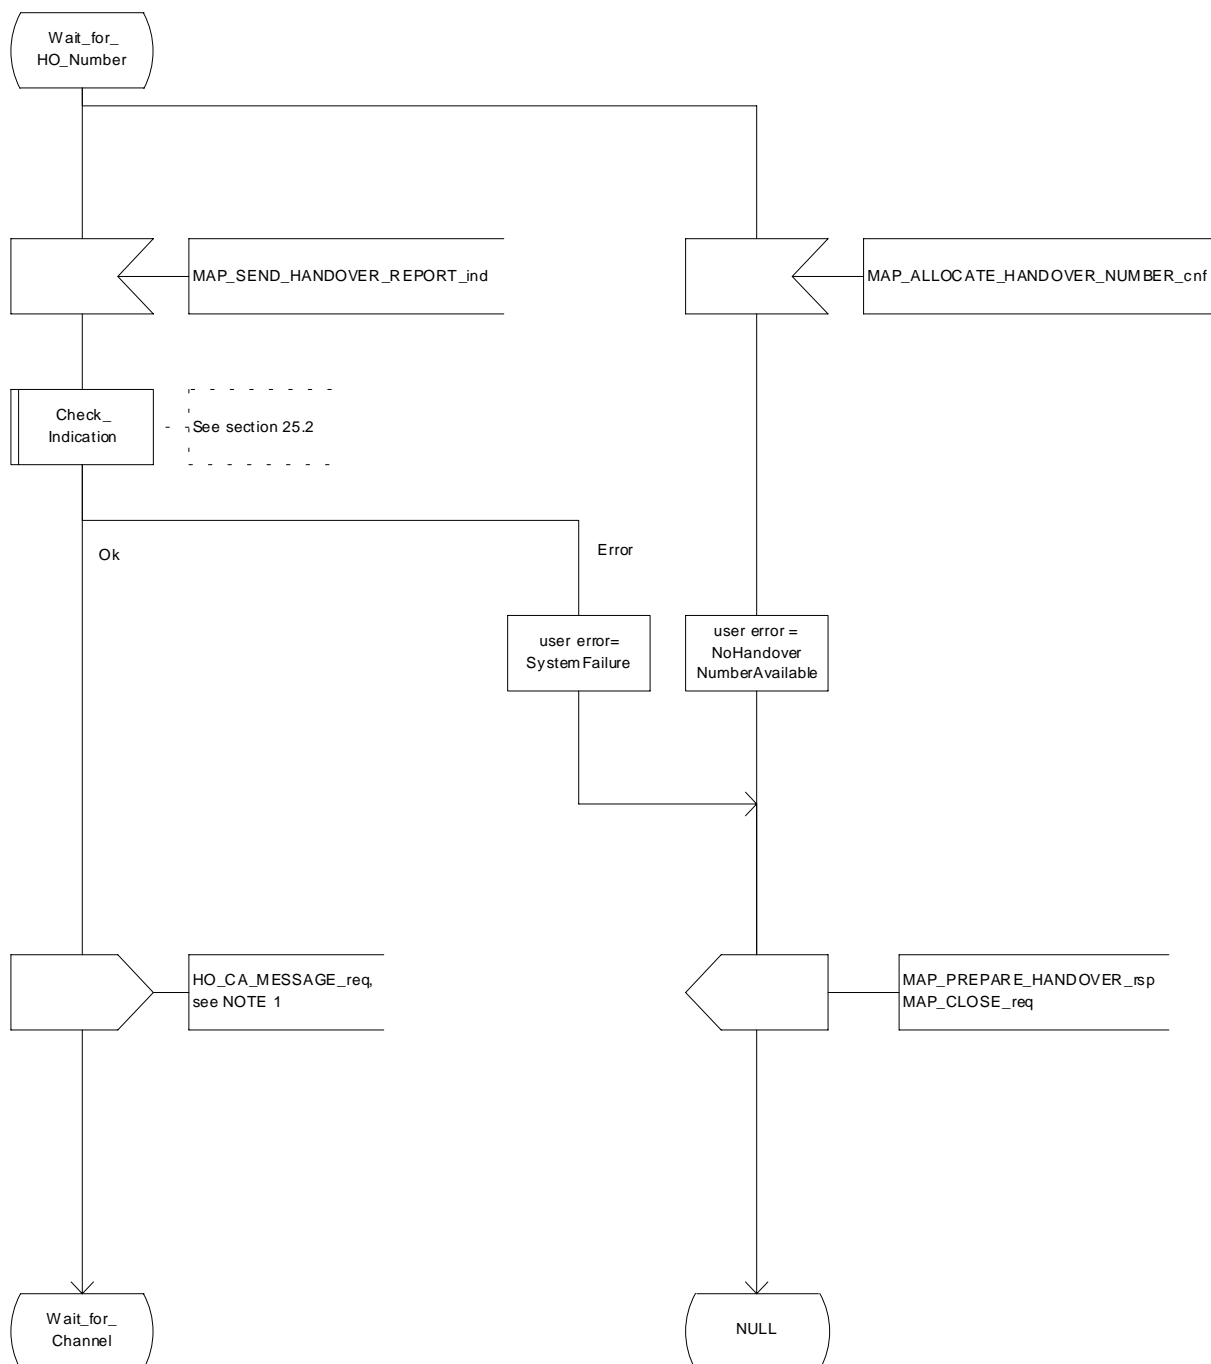 Wait_for_
HO_Number
MAP_SEND_HANDOVER_REPORT_ind
MAP_ALLOCATE_HANDOVER_NUMBER_cnf
Check_
Indication
See section 25.2
Ok
Error
user error=
SystemFailure
user error =
NoHandover
NumberAvailable
HO_CA_MESSAGE_req,
see NOTE 1
MAP_PREPARE_HANDOVER_rsp
MAP_CLOSE_req
Wait_for_
Channel
NULL